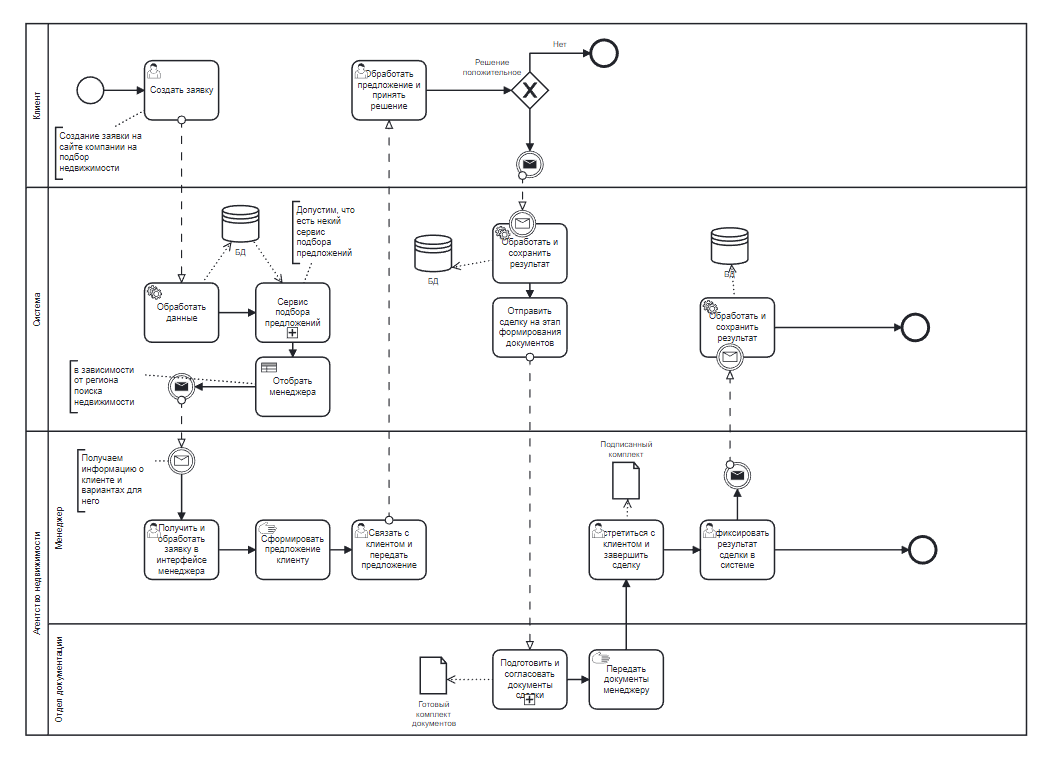 Клиент
Нет
Решение
положительное
Создать заявку
Обработать
предложение и
принять
решение
Создание заявки на
сайте компании на
подбор
недвижимости
Система
Допустим, что
есть некий
сервис
подбора
предложений
БД
Обработать
данные
Сервис
подбора
предложений
БД
Обработать и
сохранить
результат
Отправить
сделку на этап
формирования
документов
БД
Обработать и
сохранить
результат
в зависимости
от региона
поиска
недвижимости
Отобрать
менеджера
Агентство недвижимости
Менеджер
Получаем
информацию о
клиенте и
вариантах для
него
Получить и
обработать
заявку в
интерфейсе
менеджера
Сформировать
предложение
клиенту
Связать с
клиентом и
передать
предложение
Подписанный
комплект
стретиться с
клиентом и
завершить
сделку
фиксировать
результат
сделки в
системе
Отдел документации
Готовый
комплект
документов
Подготовить и
согласовать
документы
сделки
Передать
документы
менеджеру